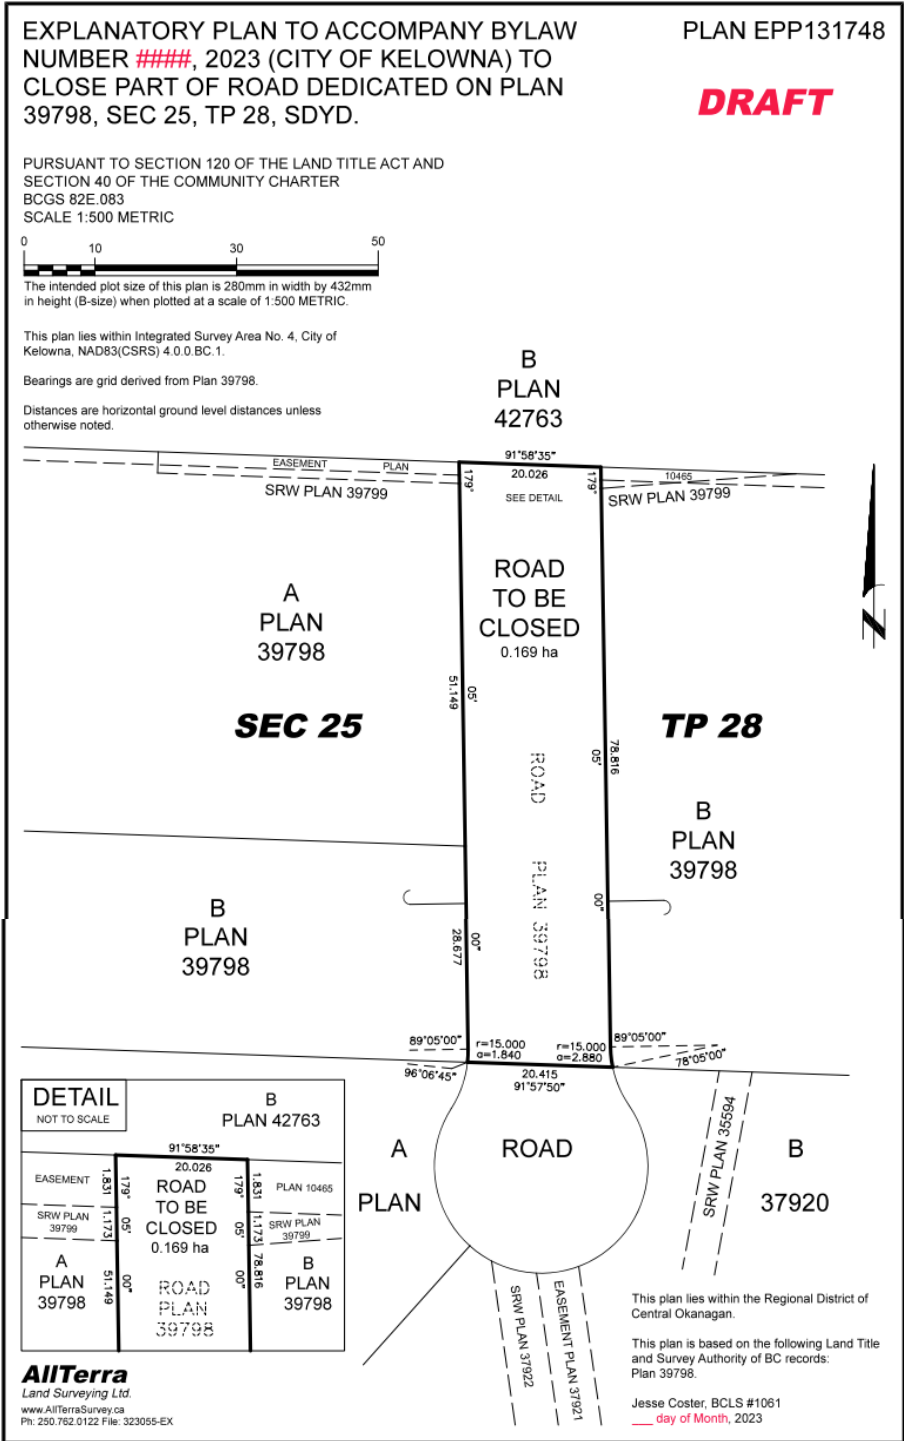 EXPLANATORY PLAN TO ACCOMPANY BYLAW
NUMBER ####, 2023 (CITY OF KELOWNA) TO
CLOSE PART OF ROAD DEDICATED ON PLAN
39798, SEC 25, TP 28, SDYD.
PLAN EPP131748
DRAFT
PURSUANT TO SECTION 120 OF THE LAND TITLE ACT AND
SECTION 40 OF THE COMMUNITY CHARTER
BCGS 82E.083
SCALE 1:500 METRIC
0 10 30 50
The intended plot size of this plan is 280mm in width by 432mm
in height (B-size) when plotted at a scale of 1:500 METRIC.
This plan lies within Integrated Survey Area No. 4, City of
Kelowna, NAD83(CSRS) 4.0.0.BC.1.
Bearings are grid derived from Plan 39798.
Distances are horizontal ground level distances unless
otherwise noted.
B
PLAN
42763
91°58'35"
20.026
179°
179°
SEE DETAIL
EASEMENT PLAN
10465
SRW PLAN 39799
SRW PLAN 39799
ROAD
TO BE
CLOSED
0.169 ha
A
PLAN
39798
51.149
05'
SEC 25
TP 28
78.816
05'
ROAD
PLAN 39798
B
PLAN
39798
00"
B
PLAN
39798
28.677
00"
N
89°05'00"
r=15.000
a=1.840
r=15.000
a=2.880
89°05'00"
96°06'45"
78°05'00"
20.415
91°57'50"
A
PLAN
ROAD
B
37920
SRW PLAN 35594
SRW PLAN 37922
EASEMENT PLAN 37921
DETAIL
NOT TO SCALE
B
PLAN 42763
91°58'35"
20.026
EASEMENT
1.831
179°
179°
1.831
PLAN 10465
ROAD
TO BE
CLOSED
0.169 ha
SRW PLAN
39799
1.173
05'
05'
1.173
SRW PLAN
39799
A
PLAN
39798
51.149
00"
00"
78.816
B
PLAN
39798
ROAD
PLAN
39798
AllTerra
Land Surveying Ltd.
www.AllTerraSurvey.ca
Ph: 250.762.0122 File: 323055-EX
This plan lies within the Regional District of
Central Okanagan.
This plan is based on the following Land Title
and Survey Authority of BC records:
Plan 39798.
Jesse Coster, BCLS #1061
___ day of Month, 2023